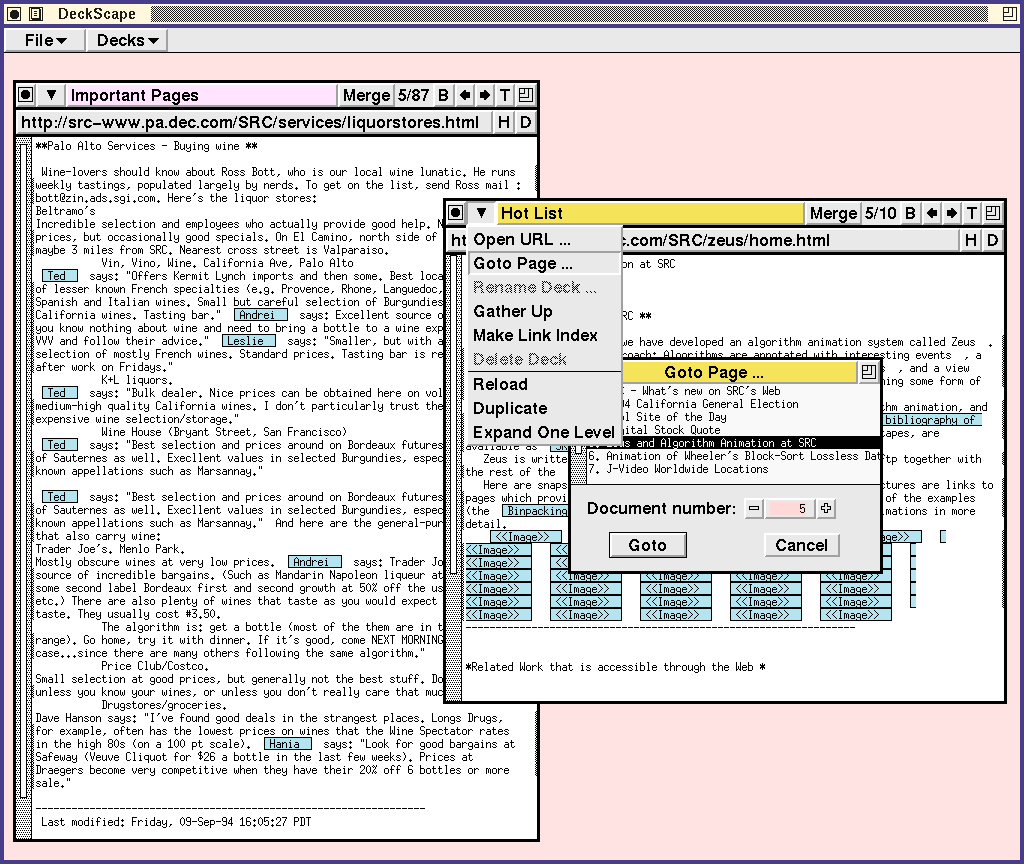 DeckScape
File Decks
Important Pages Merge 5/87 B T
http://src-www.pa.dec.com/SRC/services/liquorstores.html H D
**Palo Alto Services - Buying wine **
Wine-lovers should know about Ross Bott, who is our local wine lunatic. He runs
weekly tastings, populated largely by nerds. To get on the list, send Ross mail :
bott@zin.ads.sgi.com. Here's the liquor stores:
Beltramo's
Incredible selection and employees who actually provide good help. N
prices, but occasionally good specials. On El Camino, north side of
maybe 3 miles from SRC. Nearest cross street is Valparaiso.
Vin, Vino, Wine. California Ave, Palo Alto
Ted says: "Offers Kermit Lynch imports and then some. Best loca
of lesser known French specialties (e.g. Provence, Rhone, Languedoc,
Spanish and Italian wines. Small but careful selection of Burgundies
California wines. Tasting bar." Andrei says: Excellent source o
you know nothing about wine and need to bring a bottle to a wine exp
VVV and follow their advice." Leslie says: "Smaller, but with a
selection of mostly French wines. Standard prices. Tasting bar is re
after work on Fridays."
K+L liquors.
Ted says: "Bulk dealer. Nice prices can be obtained here on vol
medium-high quality California wines. I don't particularly trust the
expensive wine selection/storage."
Wine House (Bryant Street, San Francisco)
Ted says: "Best selection and prices around on Bordeaux futures
of Sauternes as well. Excellent values in selected Burgundies, espec
known appellations such as Marsannay."
Ted says: "Best selection and prices around on Bordeaux futures
of Sauternes as well. Excellent values in selected Burgundies, espec
known appellations such as Marsannay." And here are the general-pur
that also carry wine:
Trader Joe's. Menlo Park.
Mostly obscure wines at very low prices. Andrei says: Trader Jo
source of incredible bargains. (Such as Mandarin Napoleon liqueur at
some second label Bordeaux first and second growth at 50% off the us
etc.) There are also plenty of wines that taste as you would expect
taste. They usually cost #3.50).
The algorithm is: get a bottle (most of them are in t
range). Go home, try it with dinner. If it's good, come NEXT MORNING
case...since there are many others following the same algorithm."
Price Club/Costco.
Small selection at good prices, but generally not the best stuff. Do
unless you know your wines, or unless you don't really care that muc
Drugstores/groceries.
Dave Hanson says: "I've found good deals in the strangest places. Longs Drugs,
for example, often has the lowest prices on wines that the Wine Spectator rates
in the high 80s (on a 100 pt scale). Hania says: "Look for good bargains at
Safeway (Veuve Cliquot for $26 a bottle in the last few weeks). Prices at
Draegers become very competitive when they have their 20% off 6 bottles or more
sale."
Last modified: Friday, 09-Sep-94 16:05:27 PDT
Hot List Merge 5/10 B T
ht c.com/SRC/zeus/home.html H D
on at SRC
RC **
we have developed an algorithm animation system called Zeus .
oach: Algorithms are annotated with interesting events , a
, and a view
ning some form of
ithm animation, and
bibliography of
tapes, are
available as SR
Zeus is writte ftp together with
the rest of the
Here are snaps ctures are links to
pages which provi of the examples
(the Binpacking imations in more
detail.
<<Image>> e>>
<<Image>>
<<Image>>
<<Image>> <<Image>> <<Image>> <<Image>> <<Image>>
<<Image>> <<Image>> <<Image>> <<Image>> <<Image>>
<<Image>> <<Image>> <<Image>> <<Image>> <<Image>>
<<Image>> <<Image>> <<Image>> <<Image>> <<Image>>
*Related Work that is accessible through the Web *
Open URL ...
Goto Page ...
Rename Deck ...
Gather Up
Make Link Index
Delete Deck
Reload
Duplicate
Expand One Level
Goto Page ...
- What's new on SRC's Web
94 California General Election
l Site of the Day
gital Stock Quote
us and Algorithm Animation at SRC
6. Animation of Wheeler's Block-Sort Lossless Dat
7. J-Video Worldwide Locations
Document number: 5
Goto Cancel